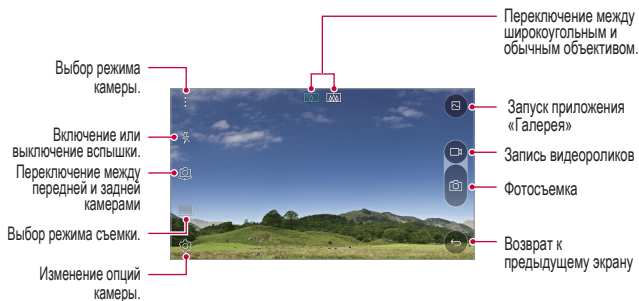 Переключение между
широкоугольным и
обычным объективом.
Выбор режима
камеры.
Включение или
выключение вспышки.
Переключение между
передней и задней
камерами
Выбор режима съемки.
Изменение опций
камеры.
Запуск приложения
«Галерея»
Запись видеороликов
Фотосъемка
Возврат к
предыдущему экрану